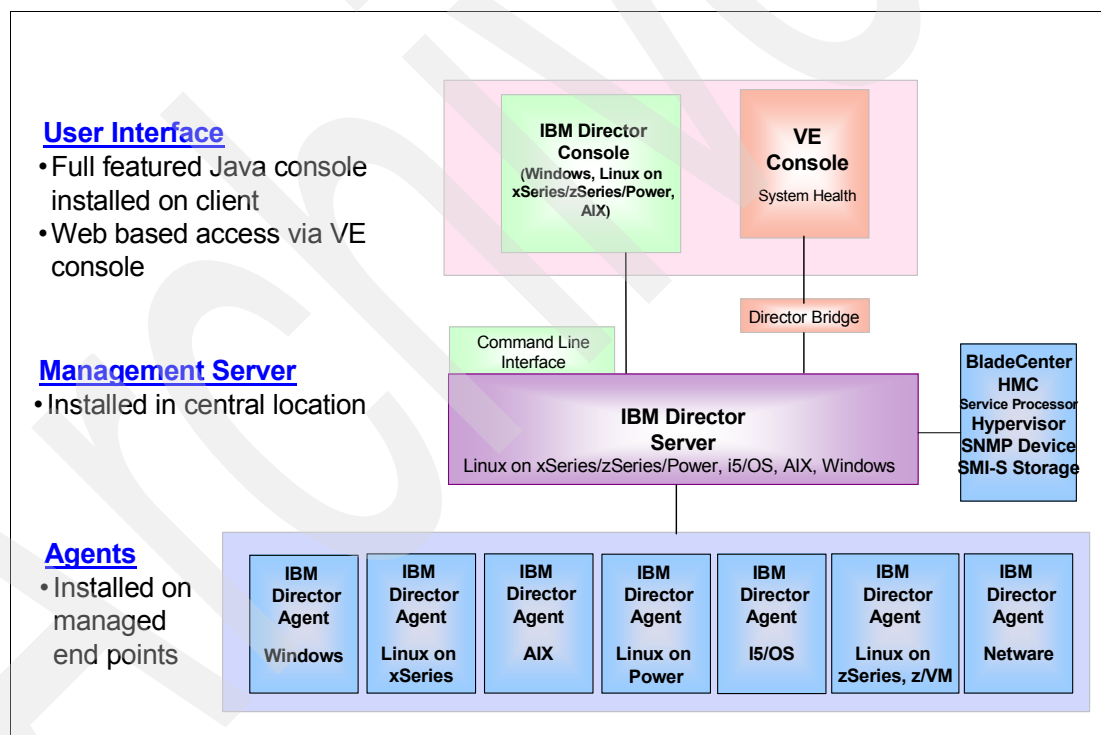 User Interface
• Full featured Java console
installed on client
• Web based access via VE
console
IBM Director
Console
(Windows, Linux on
xSeries/zSeries/Power,
AIX)
VE
Console
System Health
Director Bridge
Command Line
Interface
Management Server
• Installed in central location
IBM Director
Server
Linux on xSeries/zSeries/Power, i5/OS, AIX, Windows
BladeCenter
HMC
Service Processor
Hypervisor
SNMP Device
SMI-S Storage
Agents
• Installed on
managed
end points
IBM
Director
Agent
Windows
IBM
Director
Agent
Linux on
xSeries
IBM
Director
Agent
AIX
IBM
Director
Agent
Linux on
Power
IBM
Director
Agent
I5/OS
IBM
Director
Agent
Linux on
zSeries, z/VM
IBM
Director
Agent
Netware